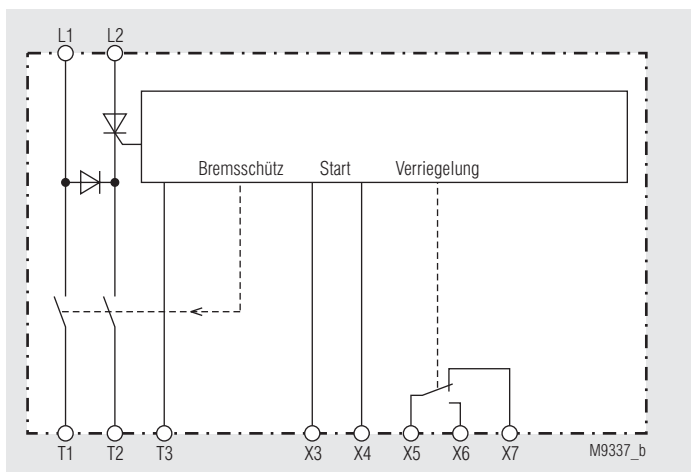 L1 L2
Bremsschütz Start Verriegelung
T1 T2 T3 X3 X4 X5 X6 X7
M9337_b